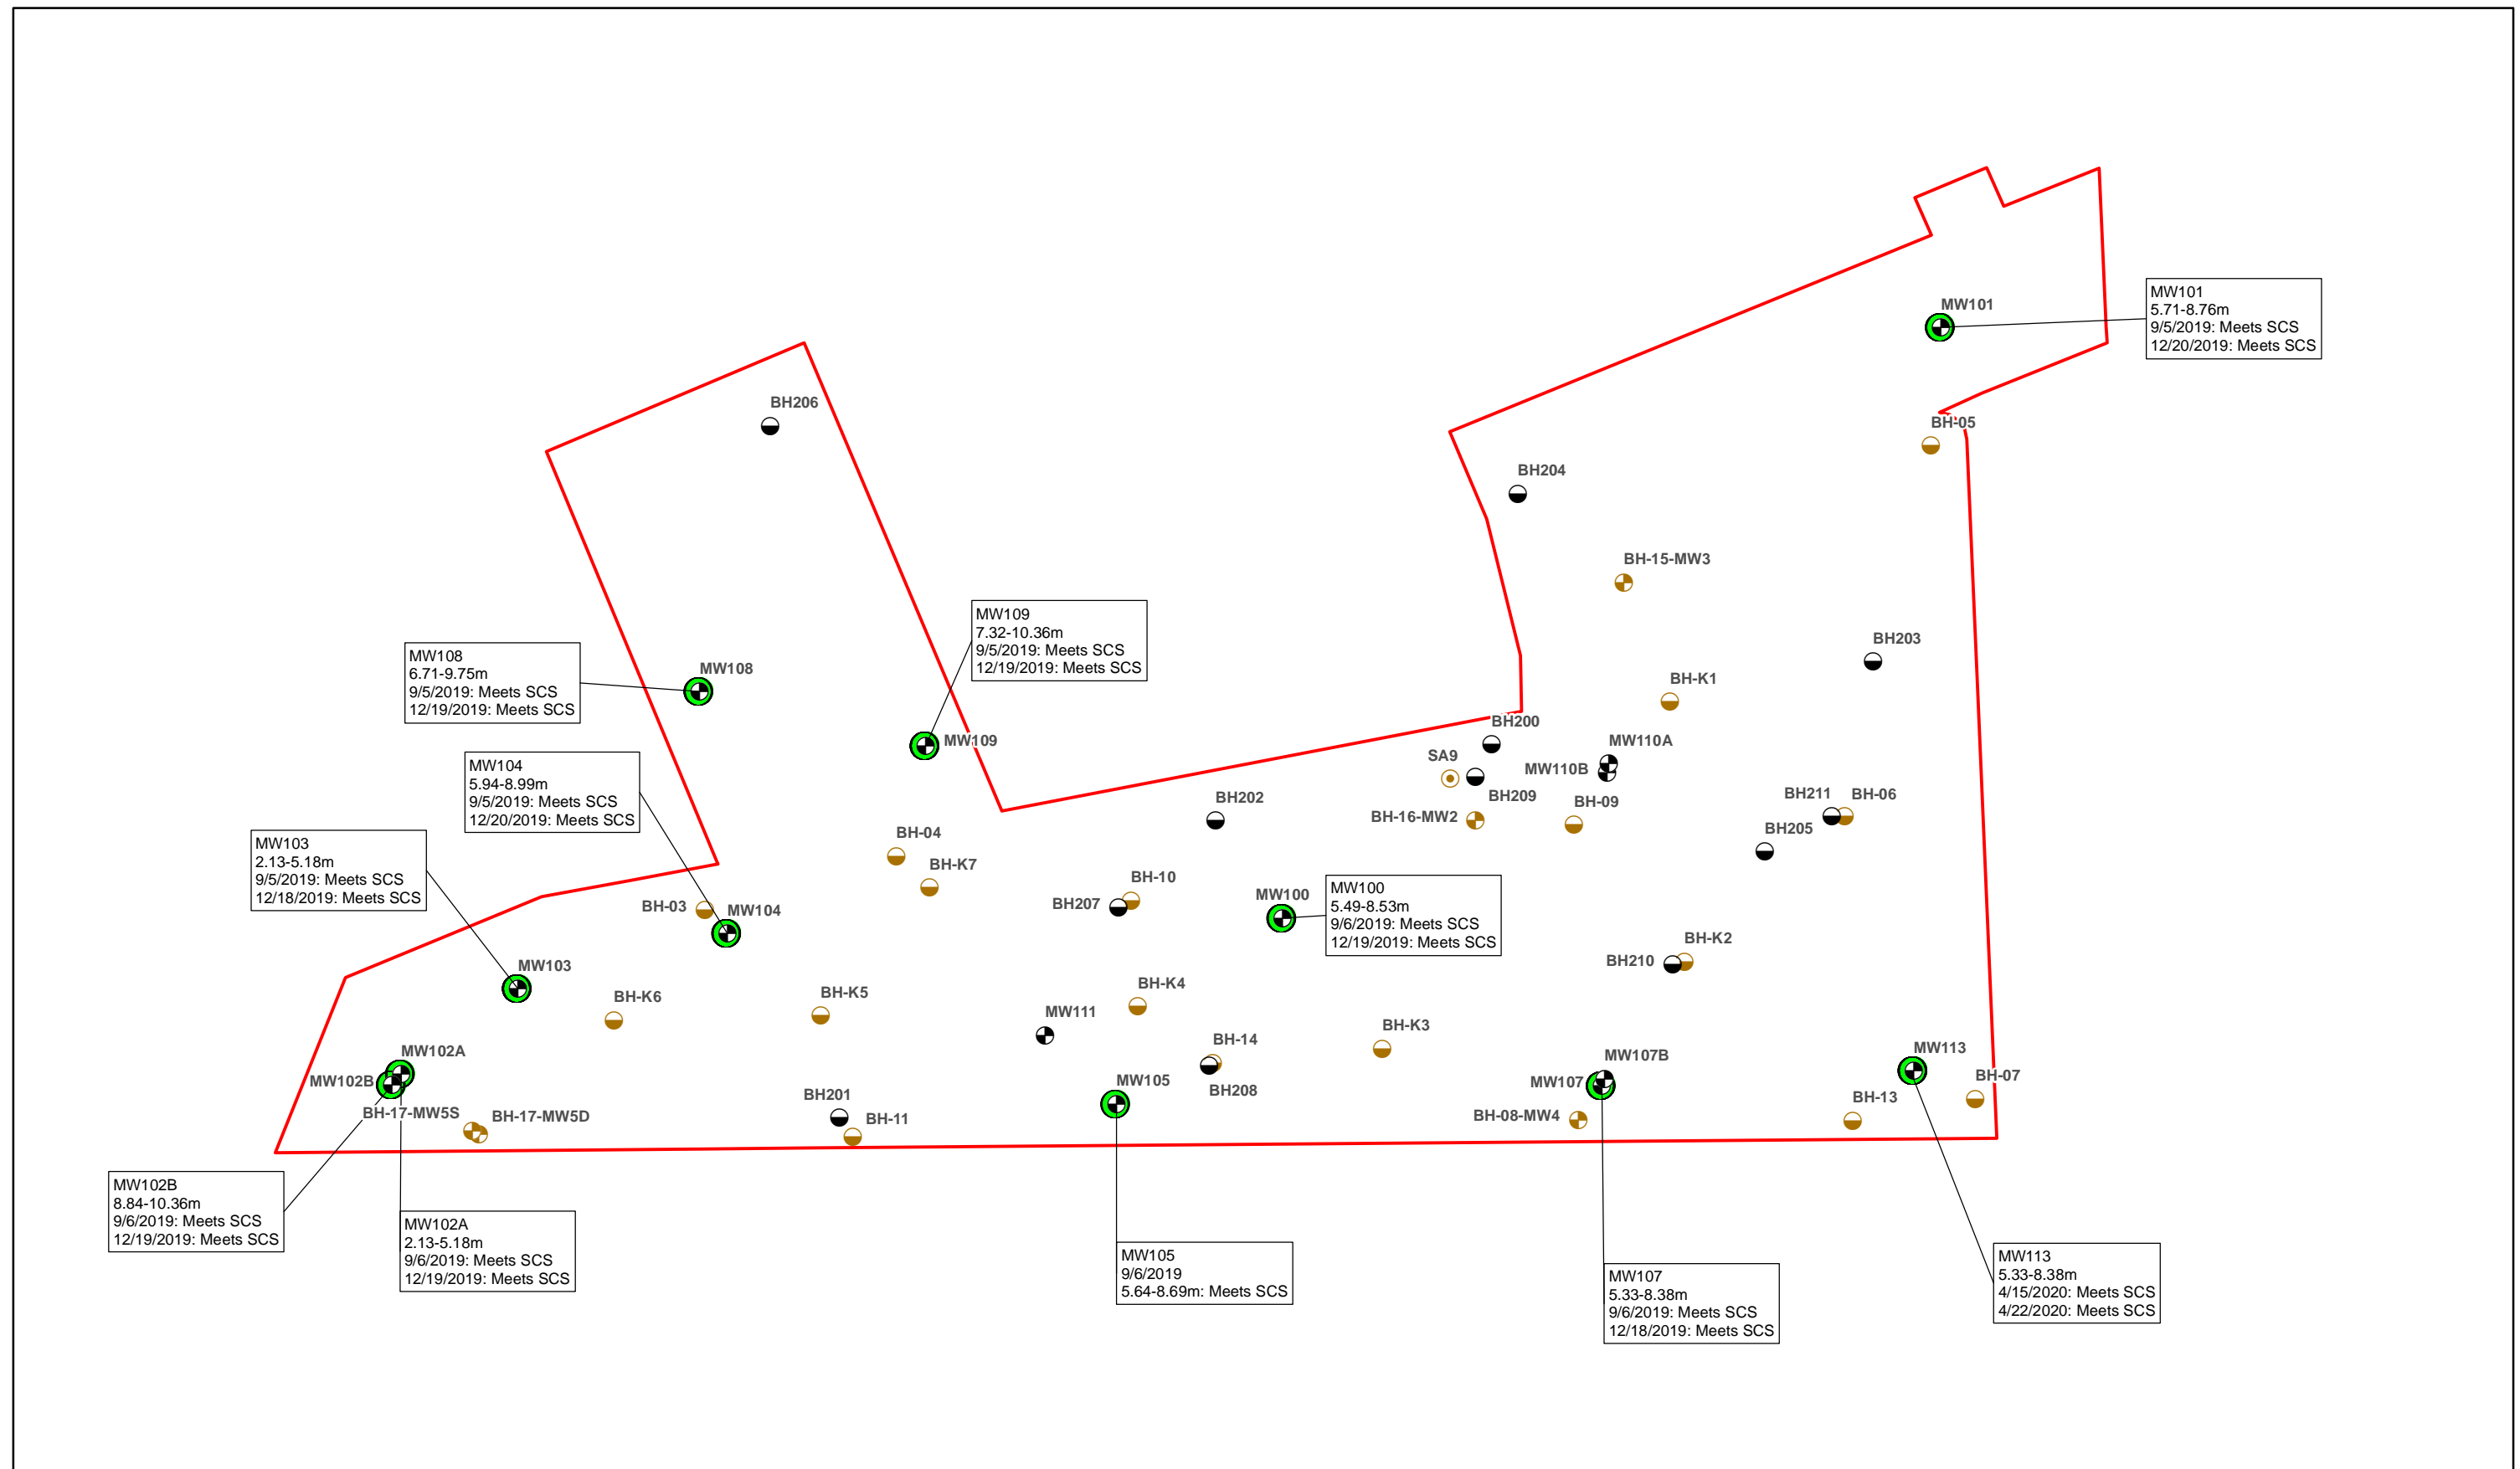 MW101
MW101
5.71-8.76m
9/5/2019: Meets SCS
12/20/2019: Meets SCS
BH206
BH-05
BH204
BH-15-MW3
MW109
7.32-10.36m
9/5/2019: Meets SCS
12/19/2019: Meets SCS
BH203
MW108
6.71-9.75m
9/5/2019: Meets SCS
12/19/2019: Meets SCS
MW108
BH-K1
BH200
MW109
MW110A
SA9
MW110B
MW104
5.94-8.99m
9/5/2019: Meets SCS
12/20/2019: Meets SCS
BH209
BH202
BH-16-MW2
BH-09
BH211
BH-06
BH205
BH-04
BH-K7
MW103
2.13-5.18m
9/5/2019: Meets SCS
12/18/2019: Meets SCS
BH-10
BH207
MW100
MW100
5.49-8.53m
9/6/2019: Meets SCS
12/19/2019: Meets SCS
BH-03
MW104
BH-K2
BH210
MW103
BH-K6
BH-K5
BH-K4
MW111
BH-K3
BH-14
MW102A
MW102B
MW105
BH208
MW107B
MW107
MW113
BH-07
BH-17-MW5S
BH-17-MW5D
BH201
BH-11
BH-08-MW4
BH-13
MW102B
8.84-10.36m
9/6/2019: Meets SCS
12/19/2019: Meets SCS
MW102A
2.13-5.18m
9/6/2019: Meets SCS
12/19/2019: Meets SCS
MW105
9/6/2019
5.64-8.69m: Meets SCS
MW107
5.33-8.38m
9/6/2019: Meets SCS
12/18/2019: Meets SCS
MW113
5.33-8.38m
4/15/2020: Meets SCS
4/22/2020: Meets SCS